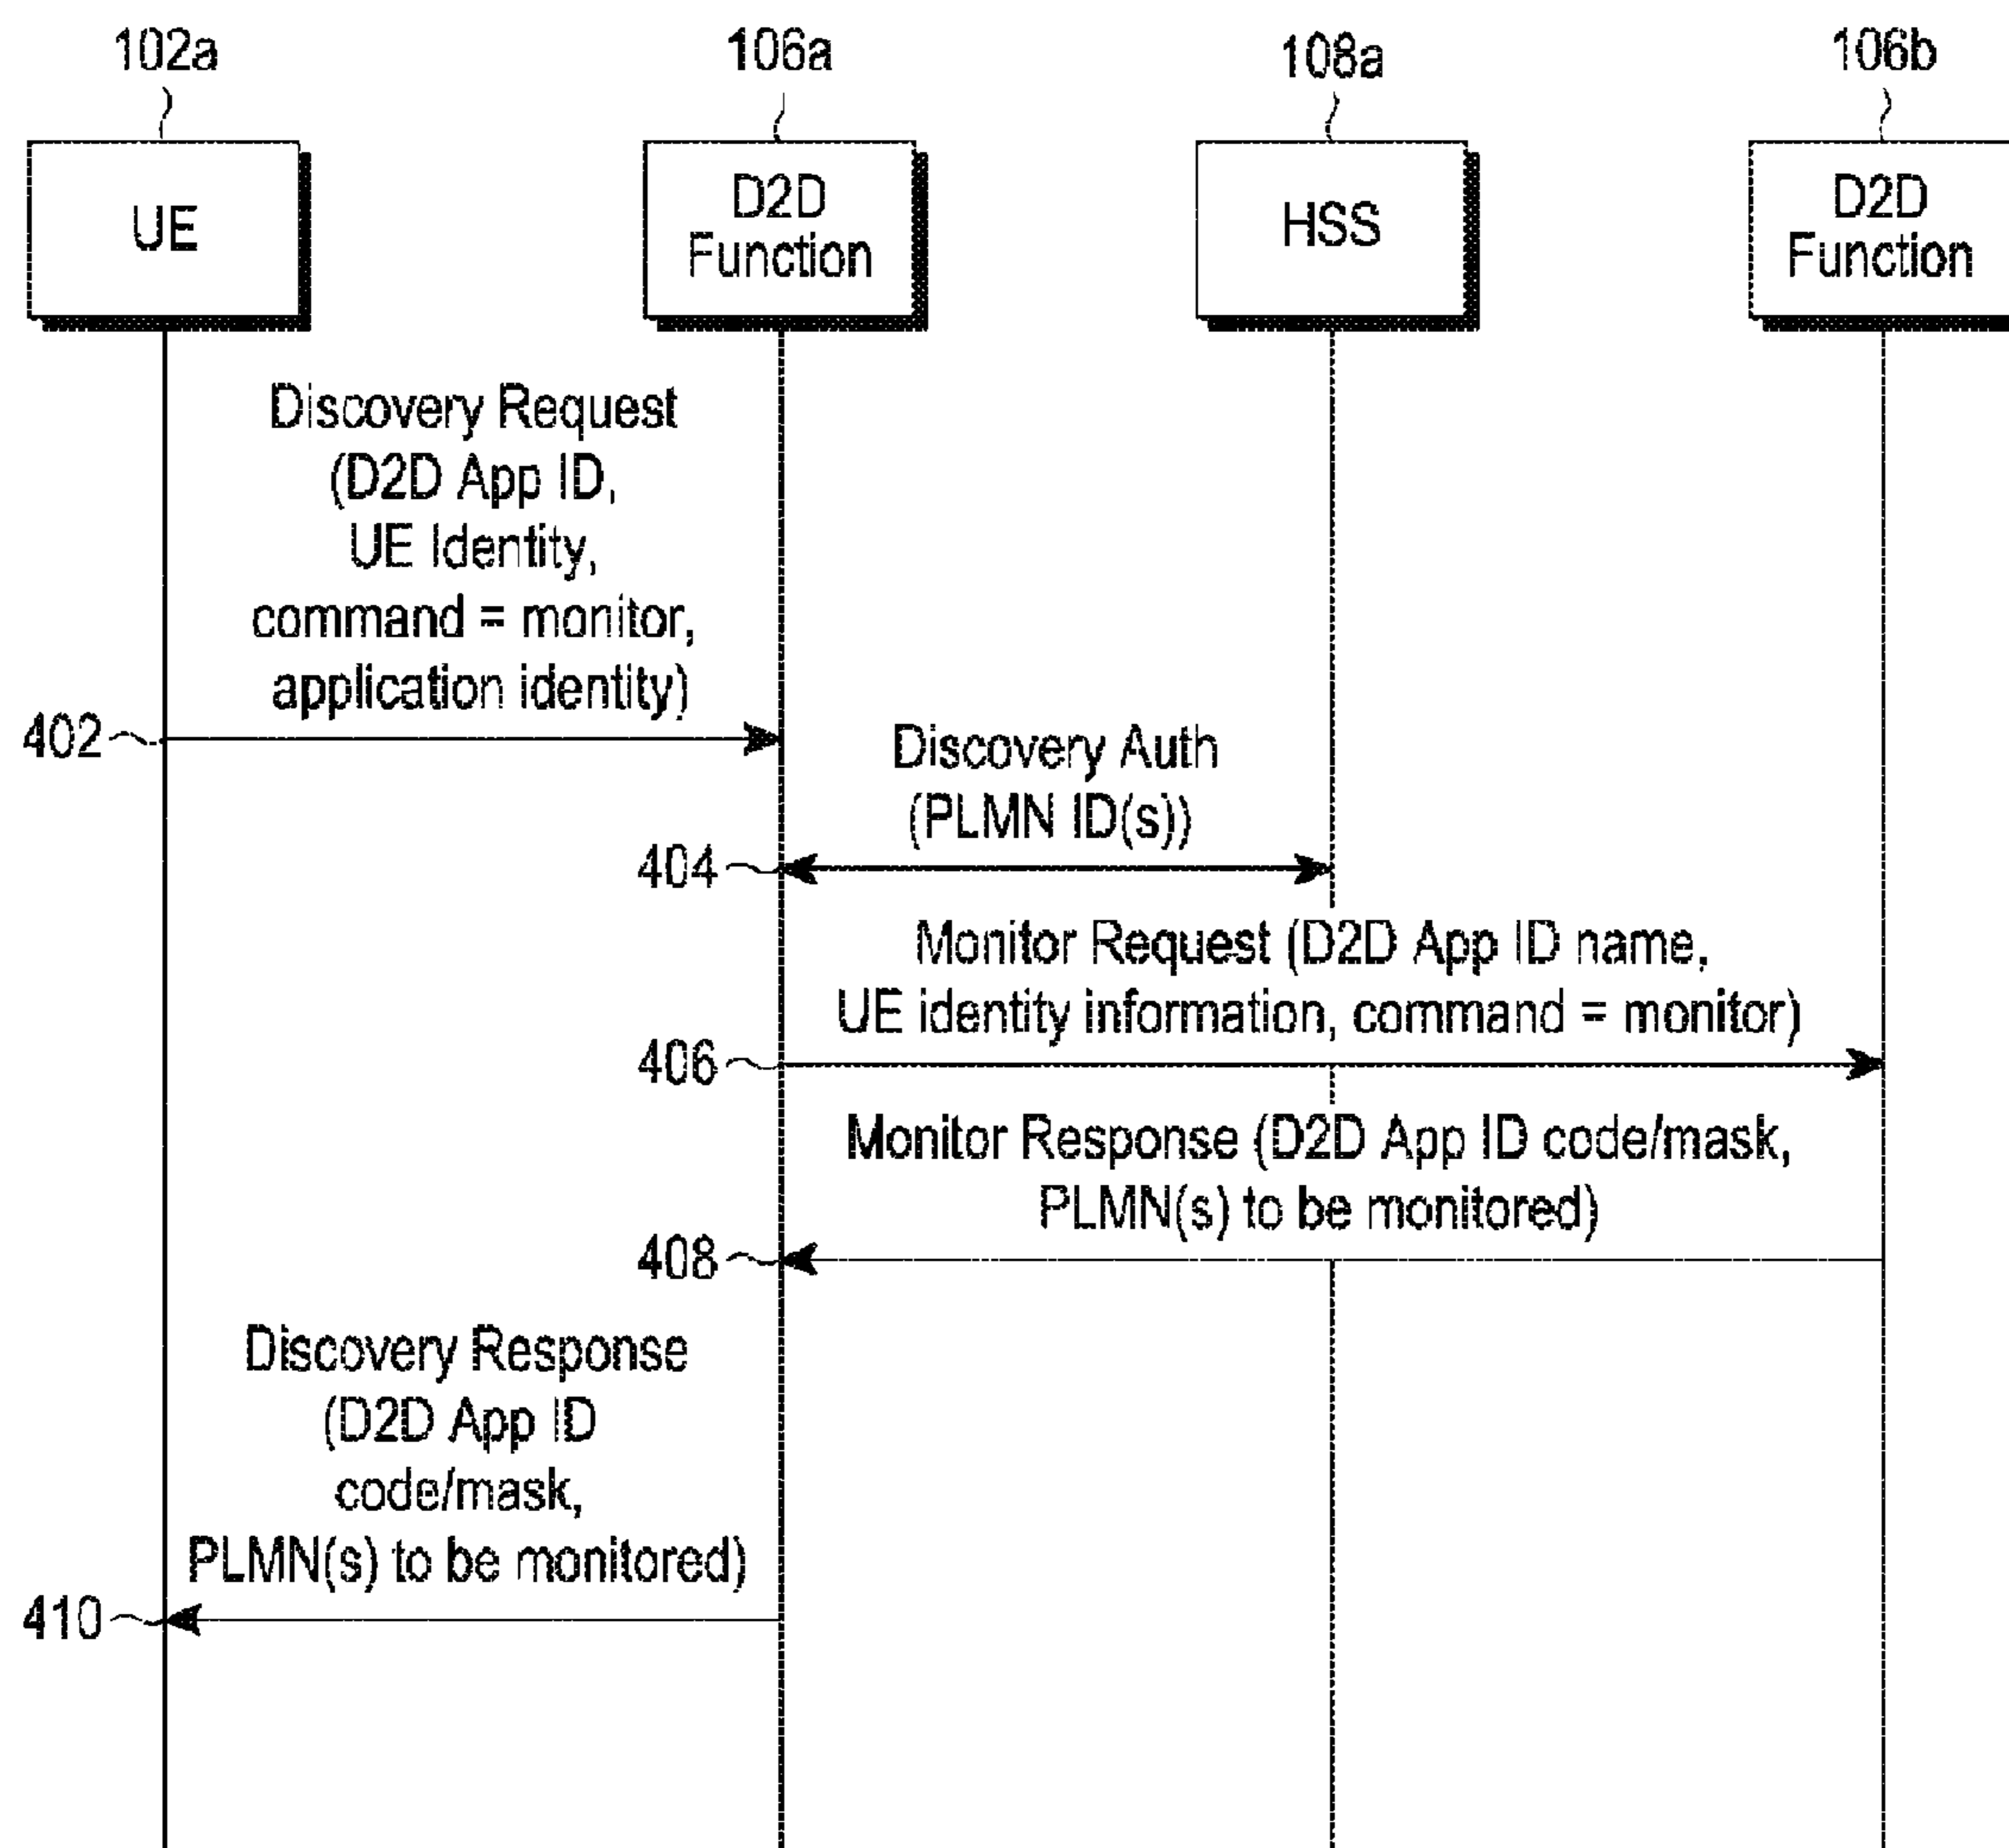 102a
106a
108a
106b
UE
D2D
Function
HSS
D2D
Function
Discovery Request
(D2D App ID,
UE Identity,
command = monitor,
application identity)
402
Discovery Auth
(PLMN ID(s))
404
Monitor Request (D2D App ID name,
UE identity information, command = monitor)
406
Monitor Response (D2D App ID code/mask,
PLMN(s) to be monitored)
408
Discovery Response
(D2D App ID
code/mask,
PLMN(s) to be monitored)
410